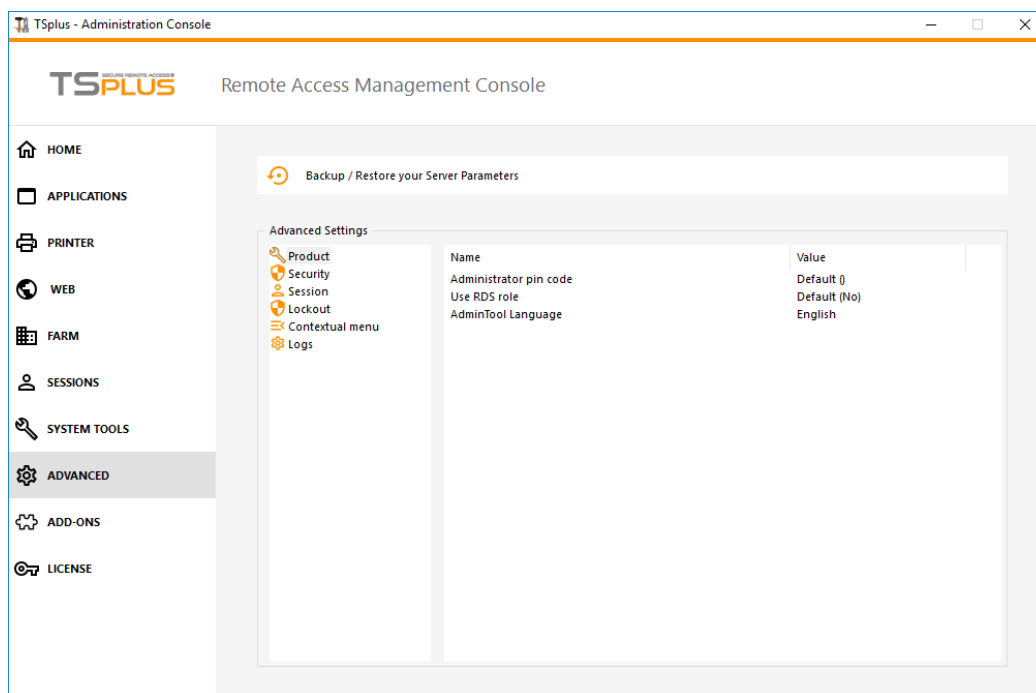 TSplus - Administration Console
TSPLUS
SECURE REMOTE ACCESS®
Remote Access Management Console
HOME
APPLICATIONS
PRINTER
WEB
FARM
SESSIONS
SYSTEM TOOLS
ADVANCED
ADD-ONS
LICENSE
Backup / Restore your Server Parameters
Advanced Settings
Product
Security
Session
Lockout
Contextual menu
Logs
Name Value
Administrator pin code Default ()
Use RDS role Default (No)
AdminTool Language English